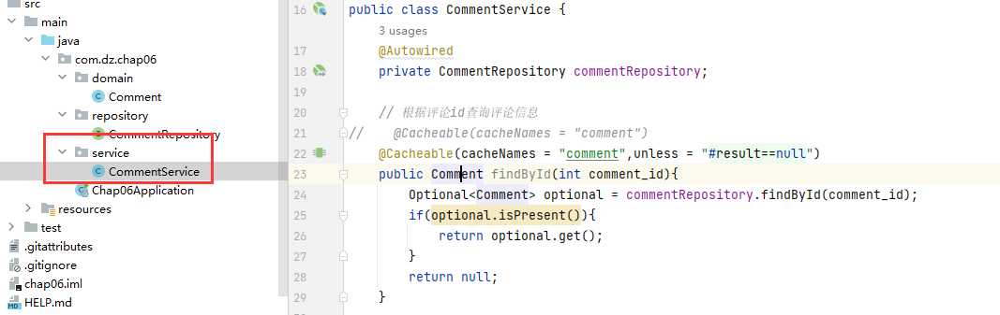 src
main
java
com.dz.chap06
domain
Comment
repository
CommentRepository
service
CommentService
Chap06Application
resources
test
.gitattributes
.gitignore
chap06.iml
HELP.md
16 public class CommentService {
3 usages
17 @Autowired
18 private CommentRepository commentRepository;
19
20 // 根据评论id查询评论信息
21 // @Cacheable(cacheNames = "comment")
22 @Cacheable(cacheNames = "comment",unless = "#result==null")
23 public Comment findById(int comment_id){
24 Optional<Comment> optional = commentRepository.findById(comment_id);
25 if(optional.isPresent()){
26 return optional.get();
27 }
28 return null;
29 }